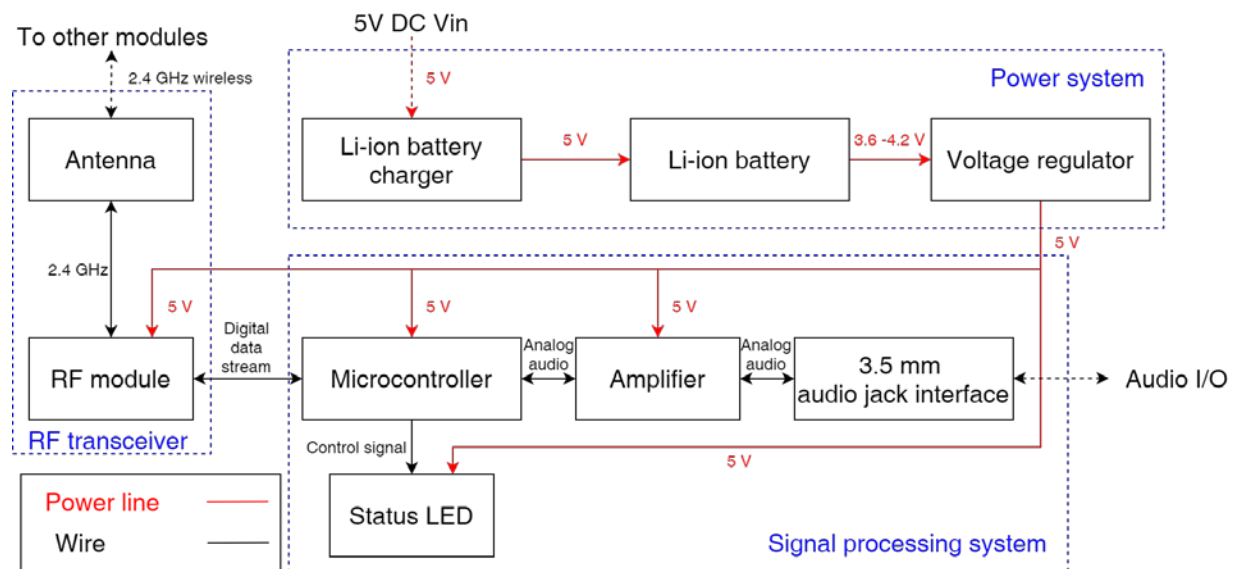 To other modules
2.4 GHz wireless
5V DC Vin
5 V
Power system
Antenna
Li-ion battery
charger
5 V
Li-ion battery
3.6 -4.2 V
Voltage regulator
5 V
2.4 GHz
5 V
5 V
5 V
RF module
Digital
data
stream
Microcontroller
Analog
audio
Amplifier
Analog
audio
3.5 mm
audio jack interface
Audio I/O
RF transceiver
Control signal
5 V
Power line
Wire
Status LED
Signal processing system